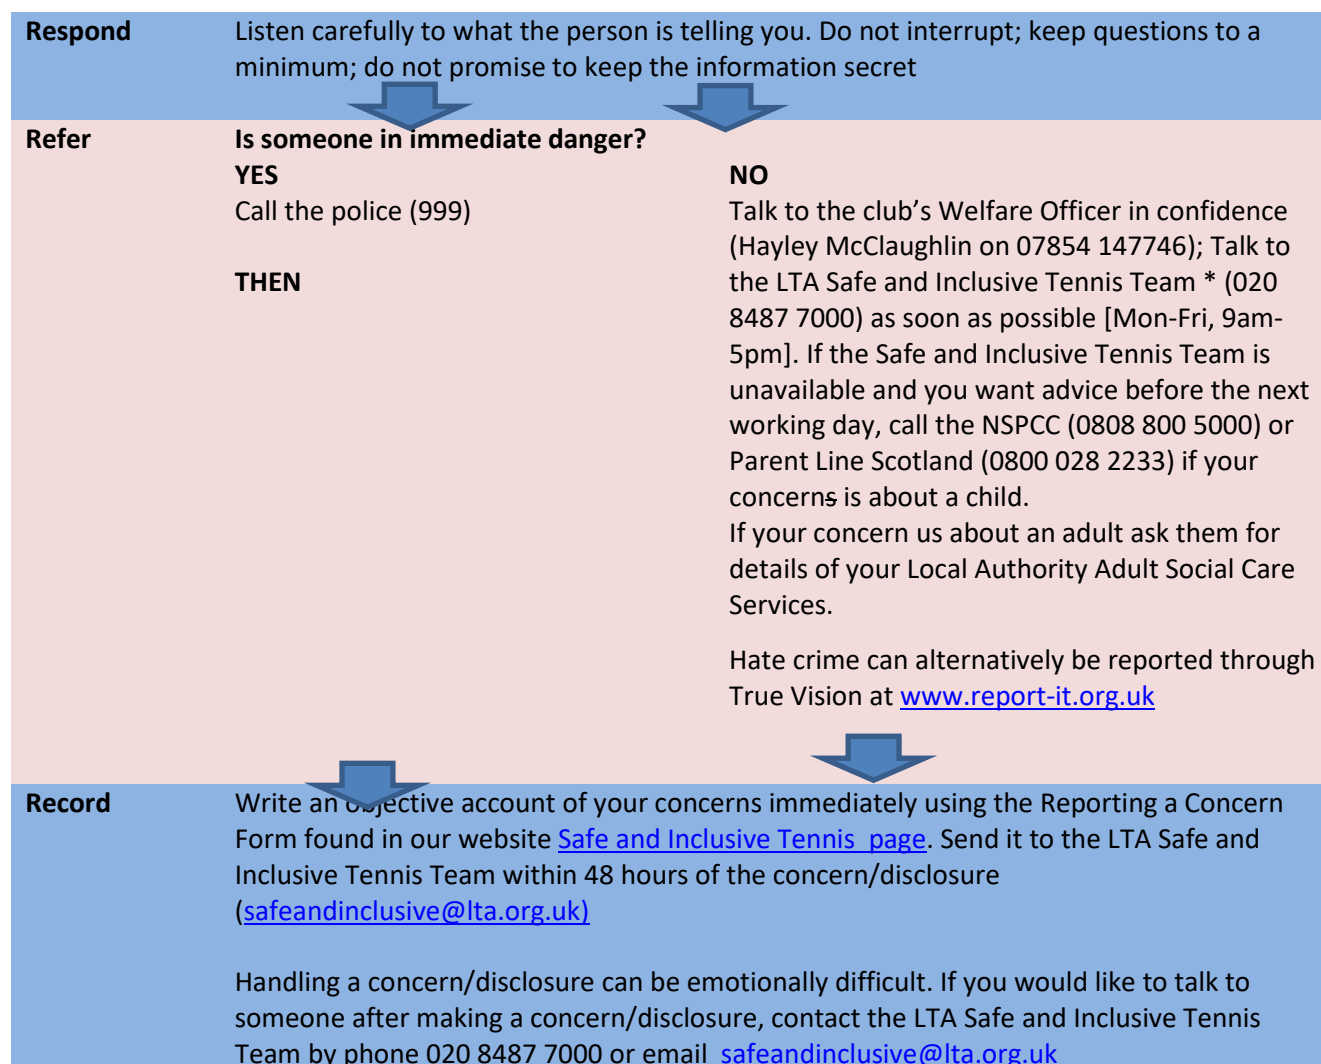 Respond
Listen carefully to what the person is telling you. Do not interrupt; keep questions to a
minimum; do not promise to keep the information secret
Refer
Is someone in immediate danger?
YES
Call the police (999)
THEN
NO
Talk to the club’s Welfare Officer in confidence
(Hayley McClaughlin on 07854 147746); Talk to
the LTA Safe and Inclusive Tennis Team * (020
8487 7000) as soon as possible [Mon-Fri, 9am-
5pm]. If the Safe and Inclusive Tennis Team is
unavailable and you want advice before the next
working day, call the NSPCC (0808 800 5000) or
Parent Line Scotland (0800 028 2233) if your
concerns is about a child.
If your concern us about an adult ask them for
details of your Local Authority Adult Social Care
Services.
Hate crime can alternatively be reported through
True Vision at www.report-it.org.uk
Record
Write an objective account of your concerns immediately using the Reporting a Concern
Form found in our website Safe and Inclusive Tennis  page. Send it to the LTA Safe and
Inclusive Tennis Team within 48 hours of the concern/disclosure
(safeandinclusive@lta.org.uk)
Handling a concern/disclosure can be emotionally difficult. If you would like to talk to
someone after making a concern/disclosure, contact the LTA Safe and Inclusive Tennis
Team by phone 020 8487 7000 or email  safeandinclusive@lta.org.uk